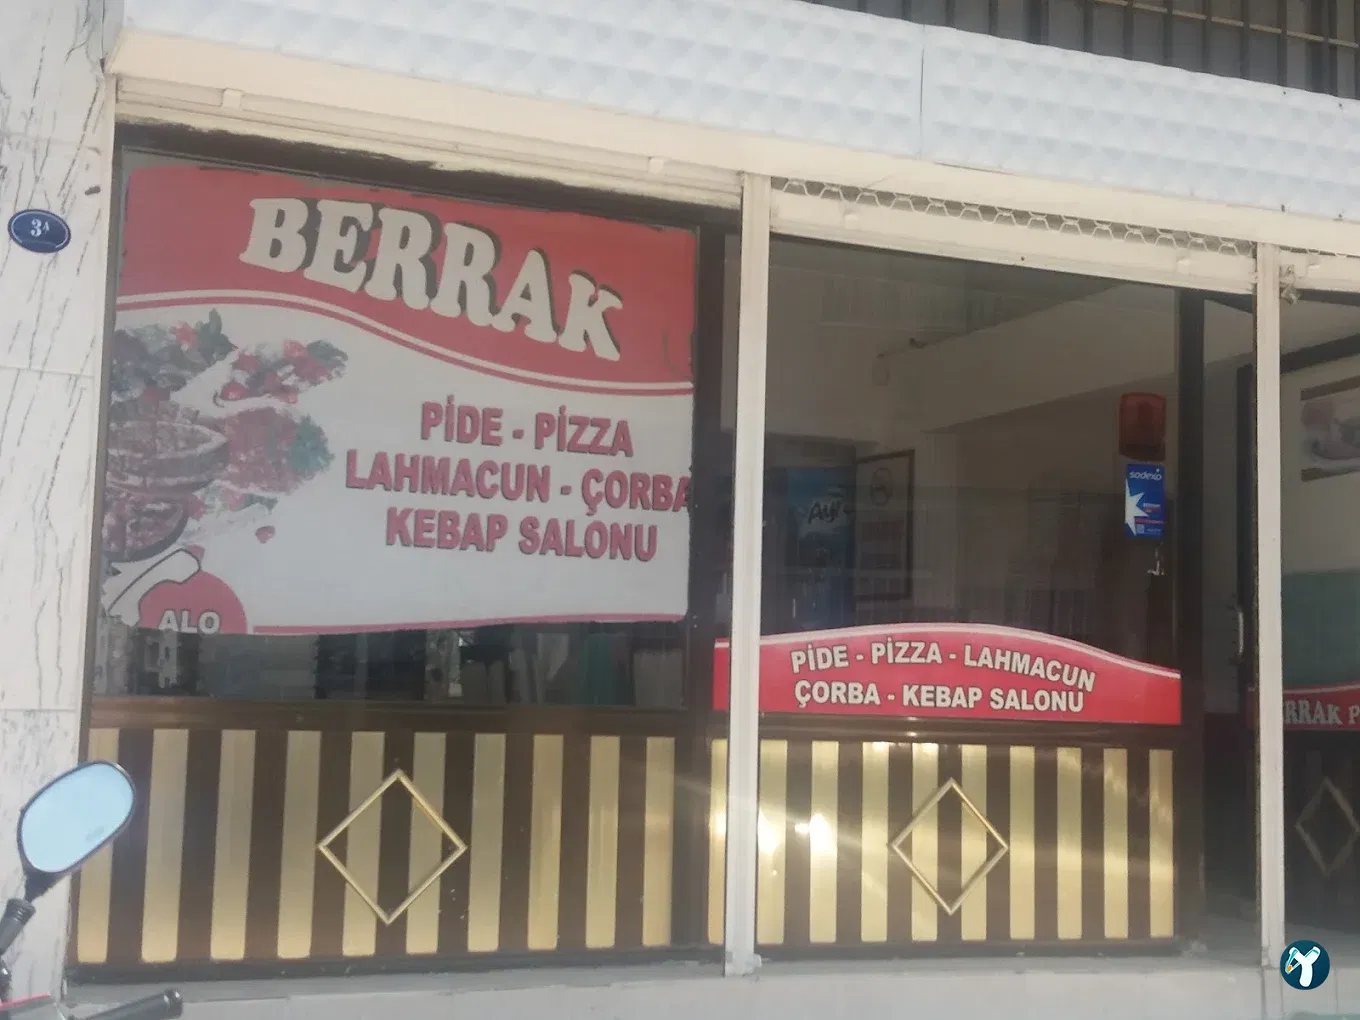 3A
BERRAK
PİDE - PİZZA
LAHMACUN - ÇORBA
KEBAP SALONU
ALO
sodexo
PİDE - PİZZA - LAHMACUN
ÇORBA - KEBAP SALONU